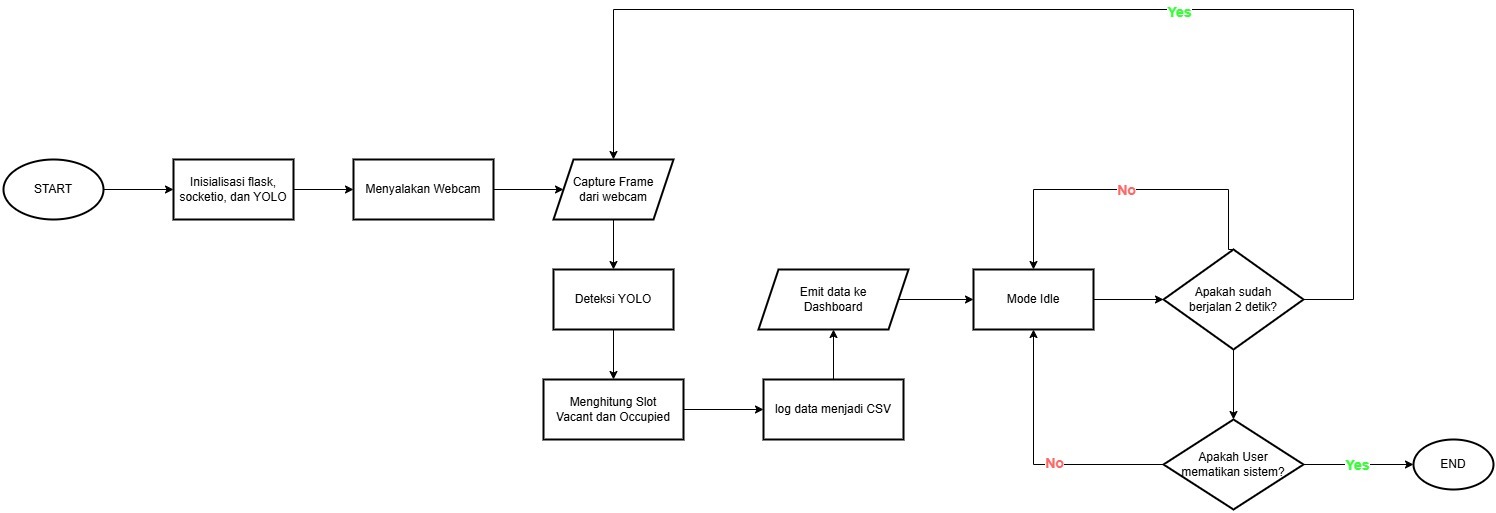 Yes
START
Inisialisasi flask,
socketio, dan YOLO
Menyalakan Webcam
Capture Frame
dari webcam
Deteksi YOLO
Menghitung Slot
Vacant dan Occupied
log data menjadi CSV
Emit data ke
Dashboard
Mode Idle
No
Apakah sudah
berjalan 2 detik?
Apakah User
mematikan sistem?
No
Yes
END